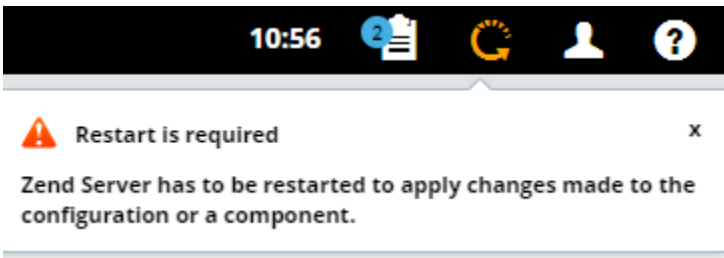 10:56 2 ?
Restart is required x
Zend Server has to be restarted to apply changes made to the
configuration or a component.